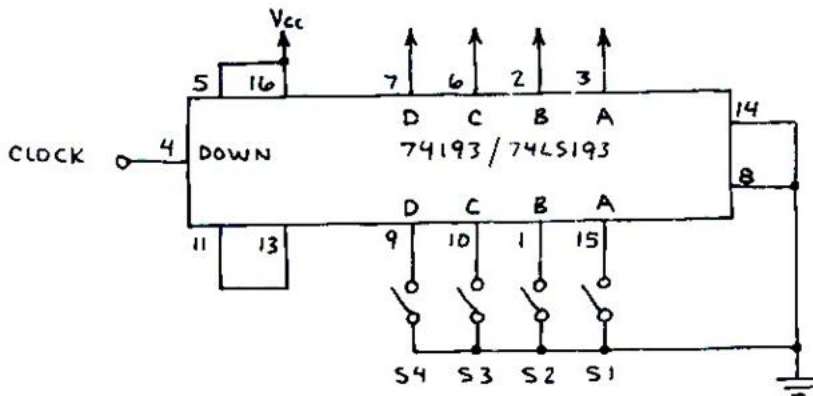 Vcc
5 16 7 6 2 3
14
D C B A
CLOCK 4 DOWN 74193/74LS193
8
D C B A
11 13 9 10 1 15
S4 S3 S2 S1